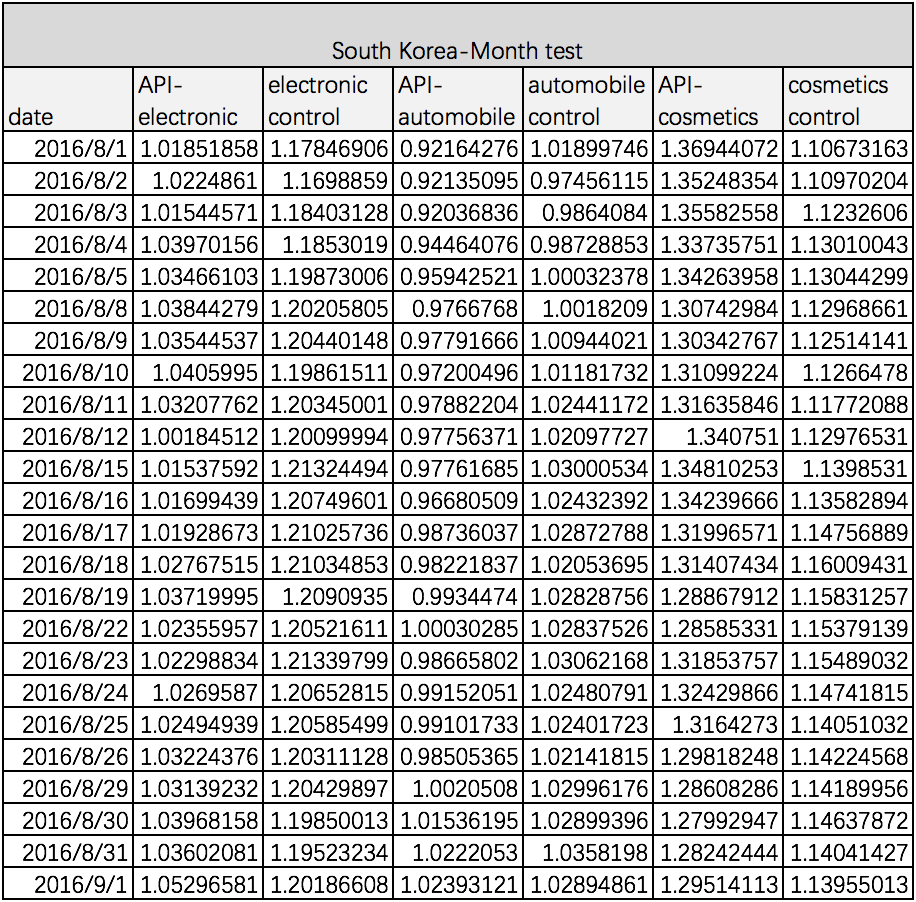 South Korea-Month test
date API-electronic electronic control API-automobile automobile control API-cosmetics cosmetics control
2016/8/1 1.01851858 1.17846906 0.92164276 1.01899746 1.36944072 1.10673163
2016/8/2 1.0224861 1.1698859 0.92135095 0.97456115 1.35248354 1.10970204
2016/8/3 1.01544571 1.18403128 0.92036836 0.9864084 1.35582558 1.1232606
2016/8/4 1.03970156 1.1853019 0.94464076 0.98728853 1.33735751 1.13010043
2016/8/5 1.03466103 1.19873006 0.95942521 1.00032378 1.34263958 1.13044299
2016/8/8 1.03844279 1.20205805 0.9766768 1.0018209 1.30742984 1.12968661
2016/8/9 1.03544537 1.20440148 0.97791666 1.00944021 1.30342767 1.12514141
2016/8/10 1.0405995 1.19861511 0.97200496 1.01181732 1.31099224 1.1266478
2016/8/11 1.03207762 1.20345001 0.97882204 1.02441172 1.31635846 1.11772088
2016/8/12 1.00184512 1.20099994 0.97756371 1.02097727 1.340751 1.12976531
2016/8/15 1.01537592 1.21324494 0.97761685 1.03000534 1.34810253 1.1398531
2016/8/16 1.01699439 1.20749601 0.96680509 1.02432392 1.34239666 1.13582894
2016/8/17 1.01928673 1.21025736 0.98736037 1.02872788 1.31996571 1.14756889
2016/8/18 1.02767515 1.21034853 0.98221837 1.02053695 1.31407434 1.16009431
2016/8/19 1.03719995 1.2090935 0.9934474 1.02828756 1.28867912 1.15831257
2016/8/22 1.02355957 1.20521611 1.00030285 1.02837526 1.28585331 1.15379139
2016/8/23 1.02298834 1.21339799 0.98665802 1.03062168 1.31853757 1.15489032
2016/8/24 1.0269587 1.20652815 0.99152051 1.02480791 1.32429866 1.14741815
2016/8/25 1.02494939 1.20585499 0.99101733 1.02401723 1.3164273 1.14051032
2016/8/26 1.03224376 1.20311128 0.98505365 1.02141815 1.29818248 1.14224568
2016/8/29 1.03139232 1.20429897 1.0020508 1.02996176 1.28608286 1.14189956
2016/8/30 1.03968158 1.19850013 1.01536195 1.02899396 1.27992947 1.14637872
2016/8/31 1.03602081 1.19523234 1.0222053 1.0358198 1.28242444 1.14041427
2016/9/1 1.05296581 1.20186608 1.02393121 1.02894861 1.29514113 1.13955013